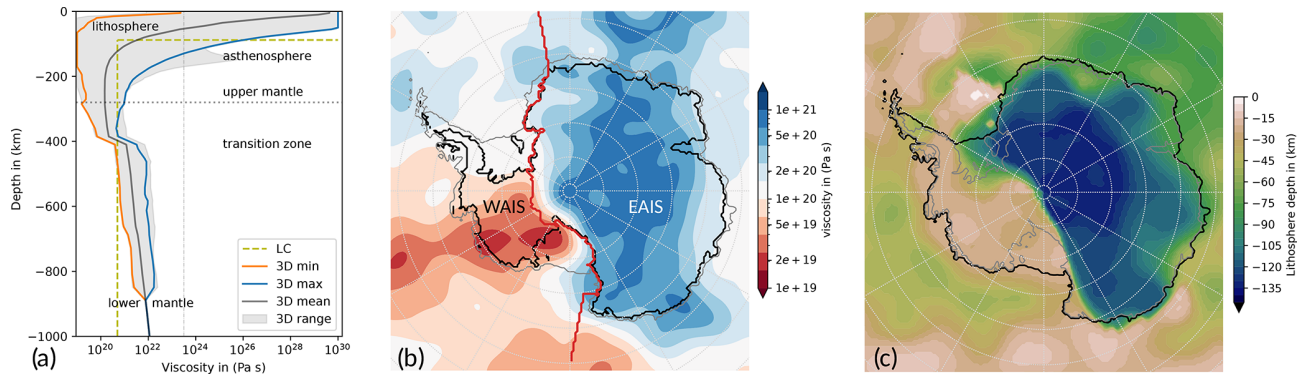 0
−200
−400
−600
−800
−1000
Depth in (km)
lithosphere
asthenosphere
upper mantle
transition zone
lower mantle
LC
3D min
3D max
3D mean
3D range
10^20
10^22
10^24
10^26
10^28
10^30
Viscosity in (Pa s)
(a)
WAIS
EAIS
(b)
1e + 21
5e + 20
2e + 20
1e + 20
5e + 19
2e + 19
1e + 19
viscosity in (Pa s)
(c)
0
−15
−30
−45
−60
−75
−90
−105
−120
−135
Lithosphere depth in (km)